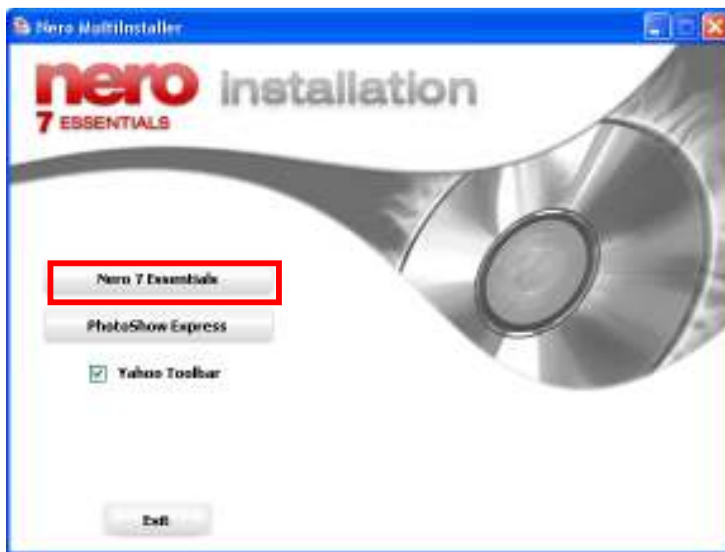 Nero MultiInstaller
nero installation
7 ESSENTIALS
Nero 7 Essentials
PhotoShow Express
Yahoo Toolbar
Exit